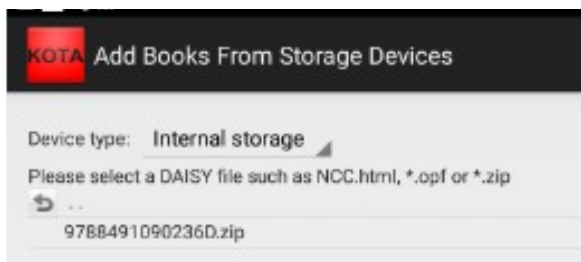 KOTA Add Books From Storage Devices
Device type: Internal storage
Please select a DAISY file such as NCC.html, *.opf or *.zip
..
9788491090236D.zip